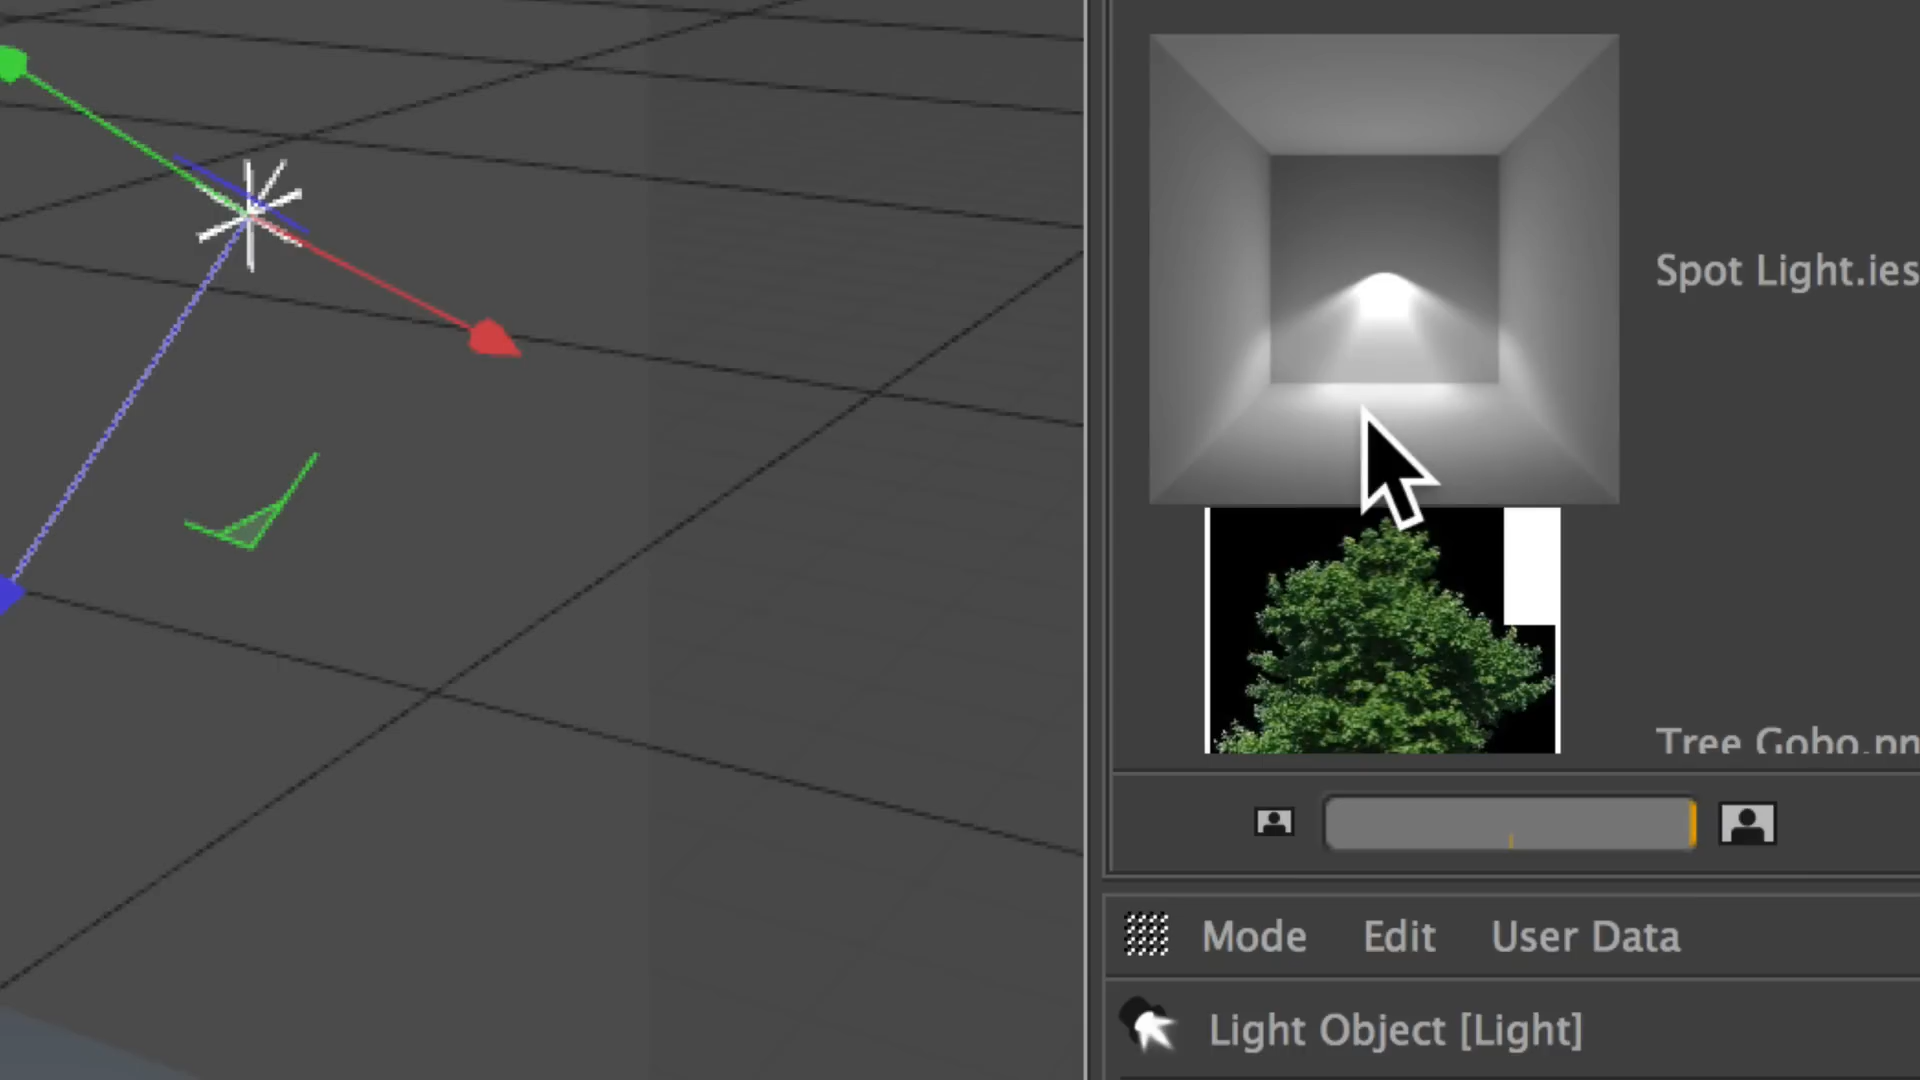 Spot Light.ies
Tree Gobo.pn
Mode Edit User Data
Light Object [Light]